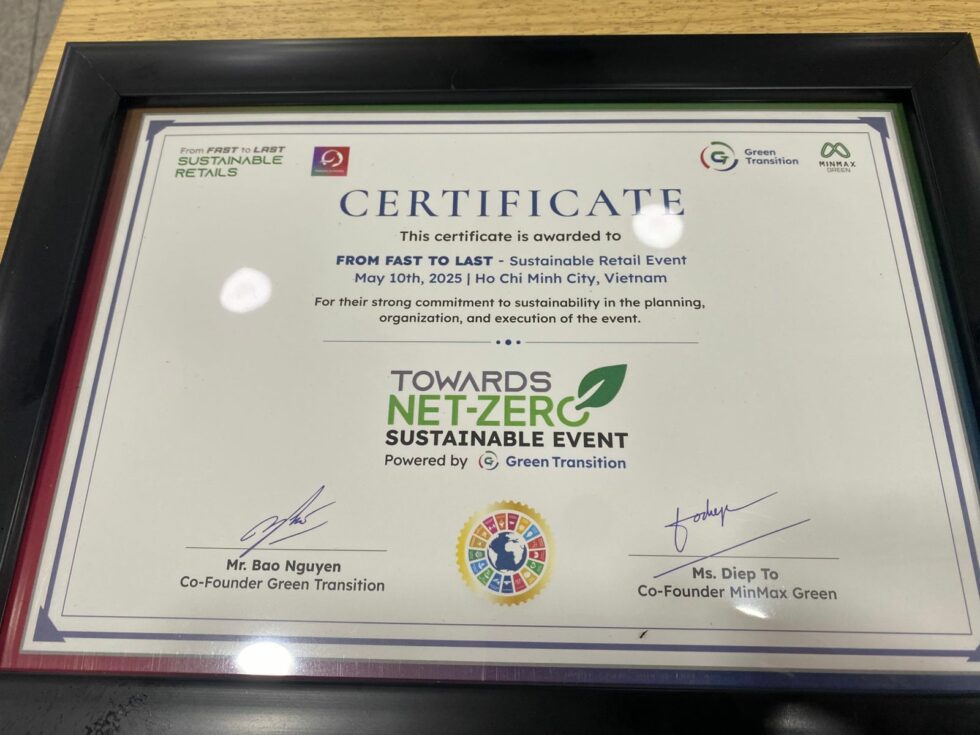 From FAST to LAST
SUSTAINABLE
RETAILS
Green
Transition
MINMAX
GREEN
CERTIFICATE
This certificate is awarded to
FROM FAST TO LAST - Sustainable Retail Event
May 10th, 2025 | Ho Chi Minh City, Vietnam
For their strong commitment to sustainability in the planning,
organization, and execution of the event.
TOWARDS
NET-ZERO
SUSTAINABLE EVENT
Powered by G Green Transition
Mr. Bao Nguyen
Co-Founder Green Transition
Ms. Diep To
Co-Founder MinMax Green